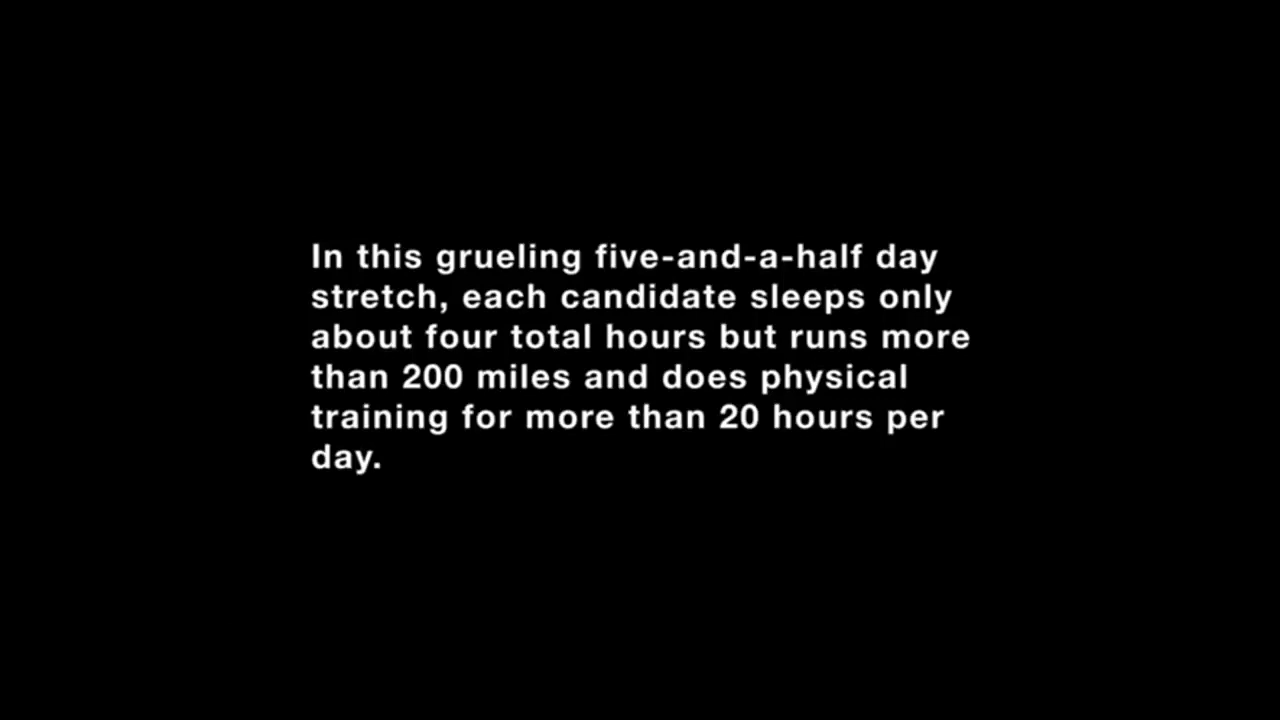 In this grueling five-and-a-half day
stretch, each candidate sleeps only
about four total hours but runs more
than 200 miles and does physical
training for more than 20 hours per
day.